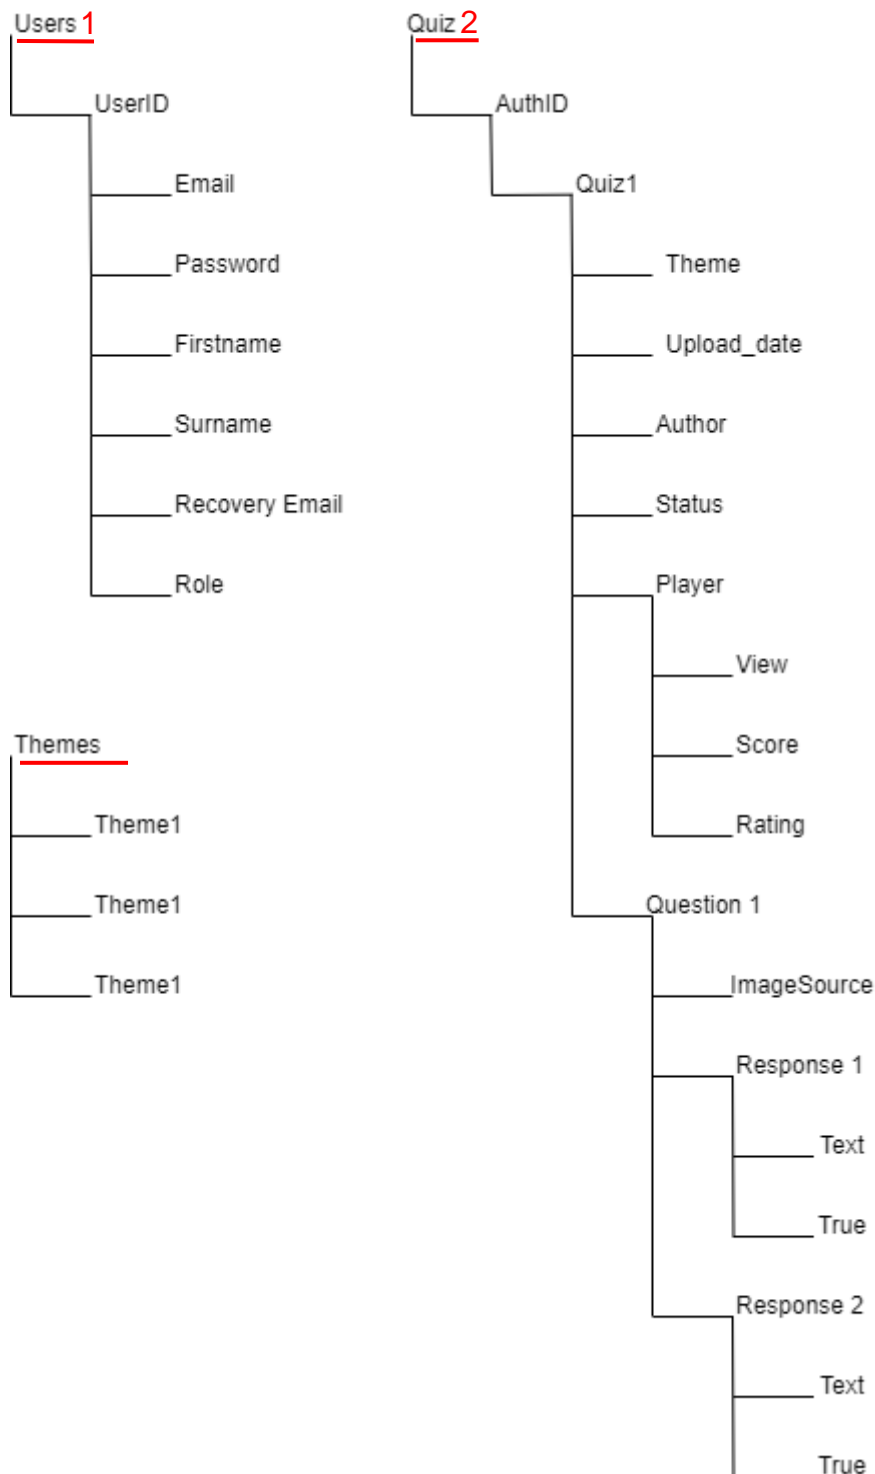 Users 1
UserID
Email
Password
Firstname
Surname
Recovery Email
Role
Themes
Theme1
Theme1
Theme1
Quiz 2
AuthID
Quiz1
Theme
Upload_date
Author
Status
Player
View
Score
Rating
Question 1
ImageSource
Response 1
Text
True
Response 2
Text
True